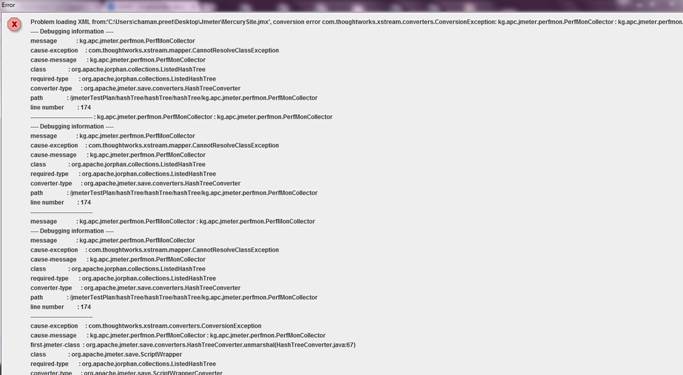 Error
Problem loading XML from:'C:\Users\chaman.preet\Desktop\Jmeter\MercurySite.jmx', conversion error com.thoughtworks.xstream.converters.ConversionException: kg.apc.jmeter.perfmon.PerfMonCollector : kg.apc.jmeter.perfmon.
---- Debugging information ----
message : kg.apc.jmeter.perfmon.PerfMonCollector
cause-exception : com.thoughtworks.xstream.mapper.CannotResolveClassException
cause-message : kg.apc.jmeter.perfmon.PerfMonCollector
class : org.apache.jorphan.collections.ListedHashTree
required-type : org.apache.jorphan.collections.ListedHashTree
converter-type : org.apache.jmeter.save.converters.HashTreeConverter
path : /jmeterTestPlan/hashTree/hashTree/hashTree/kg.apc.jmeter.perfmon.PerfMonCollector
line number : 174
------------------------------- : kg.apc.jmeter.perfmon.PerfMonCollector : kg.apc.jmeter.perfmon.PerfMonCollector
---- Debugging information ----
message : kg.apc.jmeter.perfmon.PerfMonCollector
cause-exception : com.thoughtworks.xstream.mapper.CannotResolveClassException
cause-message : kg.apc.jmeter.perfmon.PerfMonCollector
class : org.apache.jorphan.collections.ListedHashTree
required-type : org.apache.jorphan.collections.ListedHashTree
converter-type : org.apache.jmeter.save.converters.HashTreeConverter
path : /jmeterTestPlan/hashTree/hashTree/hashTree/kg.apc.jmeter.perfmon.PerfMonCollector
line number : 174
-------------------------------
message : kg.apc.jmeter.perfmon.PerfMonCollector : kg.apc.jmeter.perfmon.PerfMonCollector
---- Debugging information ----
message : kg.apc.jmeter.perfmon.PerfMonCollector
cause-exception : com.thoughtworks.xstream.mapper.CannotResolveClassException
cause-message : kg.apc.jmeter.perfmon.PerfMonCollector
class : org.apache.jorphan.collections.ListedHashTree
required-type : org.apache.jorphan.collections.ListedHashTree
converter-type : org.apache.jmeter.save.converters.HashTreeConverter
path : /jmeterTestPlan/hashTree/hashTree/hashTree/kg.apc.jmeter.perfmon.PerfMonCollector
line number : 174
-------------------------------
cause-exception : com.thoughtworks.xstream.converters.ConversionException
cause-message : kg.apc.jmeter.perfmon.PerfMonCollector : kg.apc.jmeter.perfmon.PerfMonCollector
first-jmeter-class : org.apache.jmeter.save.converters.HashTreeConverter.unmarshal(HashTreeConverter.java:67)
class : org.apache.jmeter.save.ScriptWrapper
required-type : org.apache.jorphan.collections.ListedHashTree
converter-type : org.apache.jmeter.save.ScriptWrapperConverter